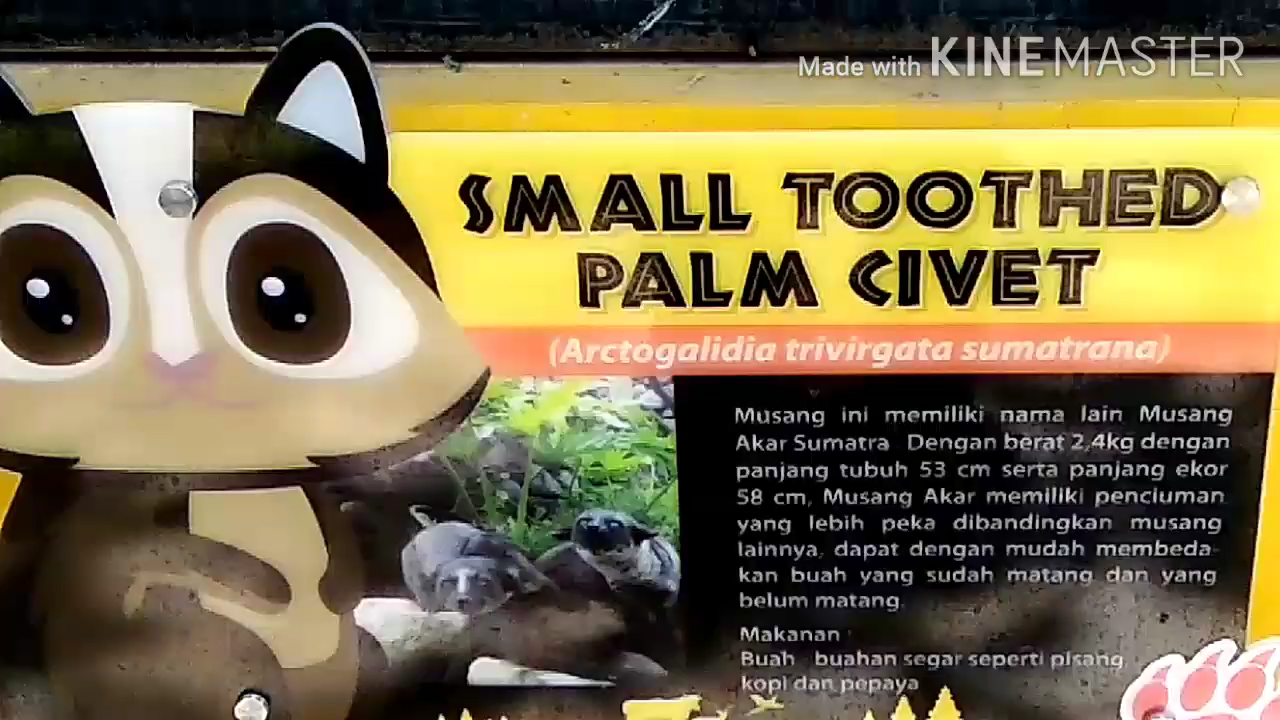 Made with KINEMASTER
SMALL TOOTHED
PALM CIVET
(Arctogalidia trivirgata sumatrana)
Musang ini memiliki nama lain Musang
Akar Sumatra Dengan berat 2,4kg dengan
panjang tubuh 53 cm serta panjang ekor
58 cm, Musang Akar memiliki penciuman
yang lebih peka dibandingkan musang
lainnya, dapat dengan mudah membeda-
kan buah yang sudah matang dan yang
belum matang.
Makanan
Buah buahan segar seperti pisang
kopi dan pepaya